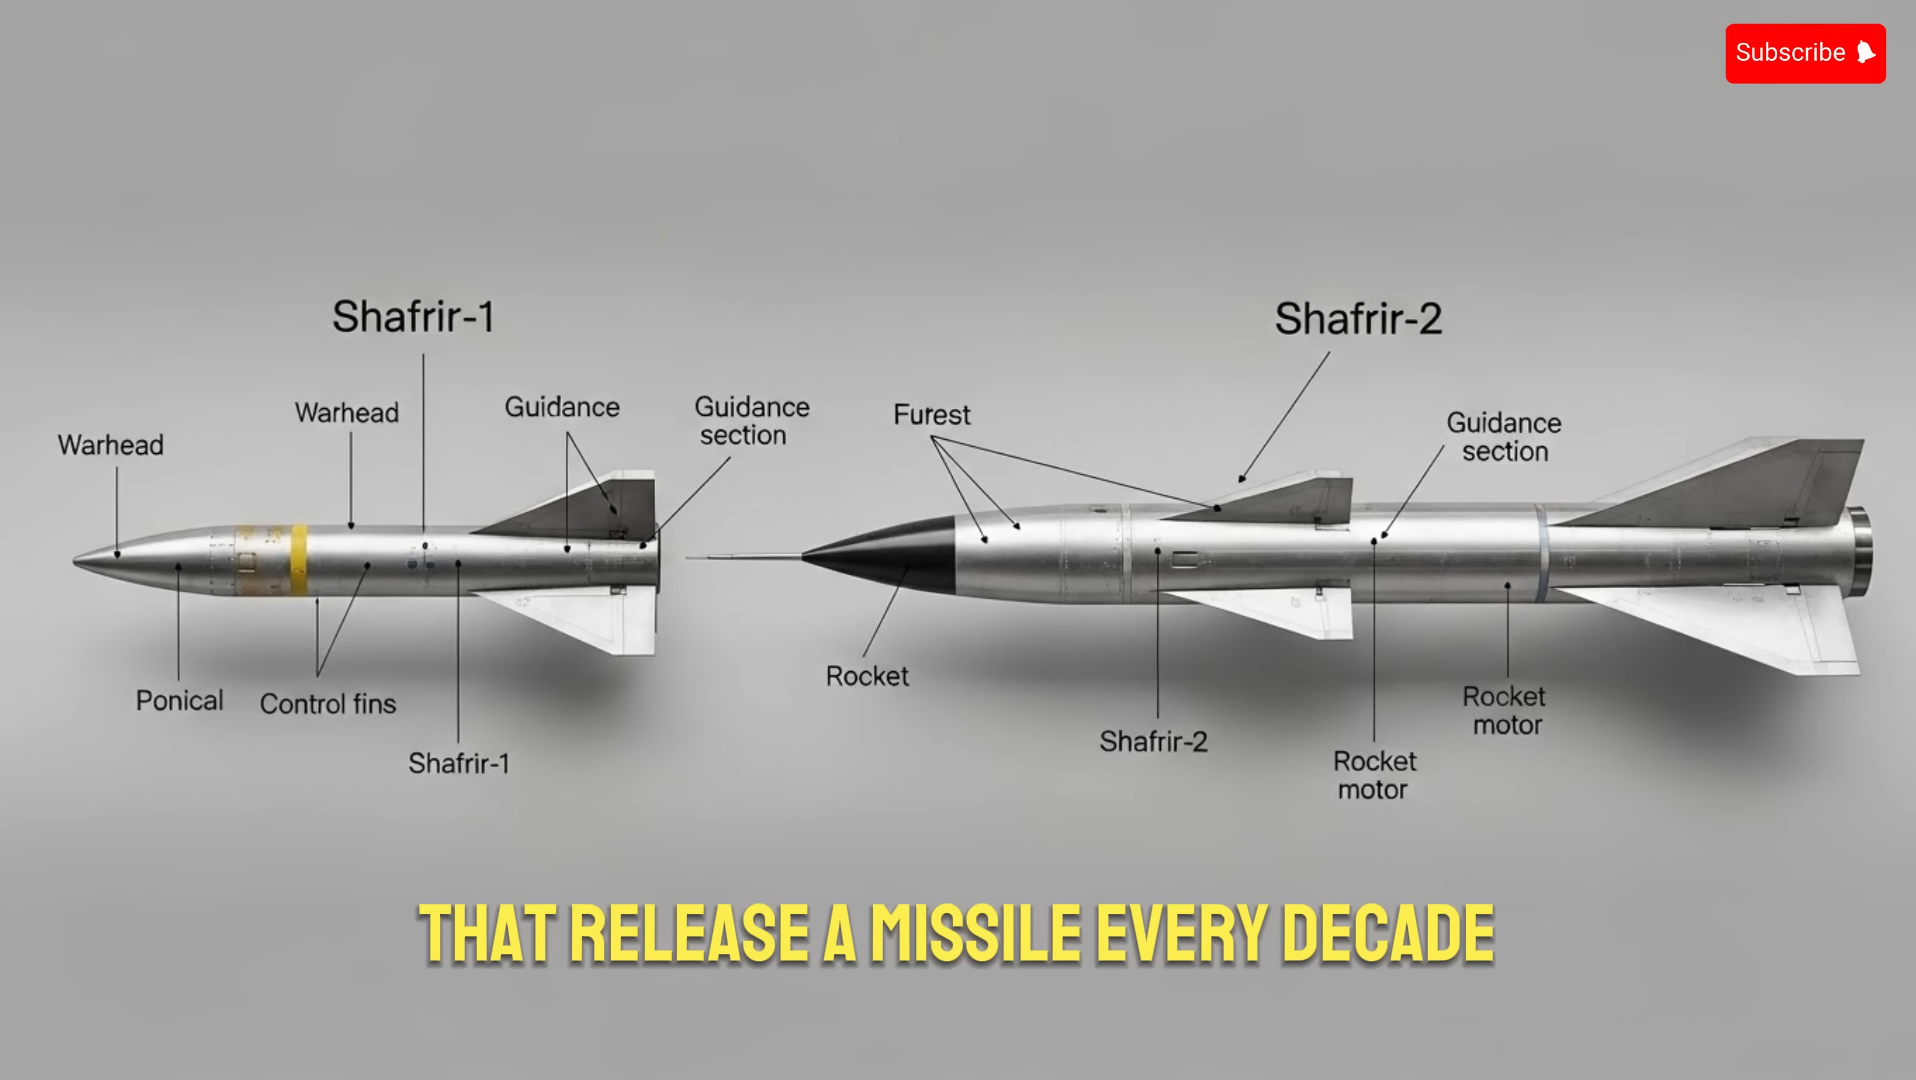 Subscribe
Shafrir-1
Shafrir-2
Warhead
Warhead
Guidance
Guidance
section
Furest
Guidance
section
Ponical
Control fins
Shafrir-1
Rocket
Shafrir-2
Rocket
motor
Rocket
motor
THAT RELEASE A MISSILE EVERY DECADE